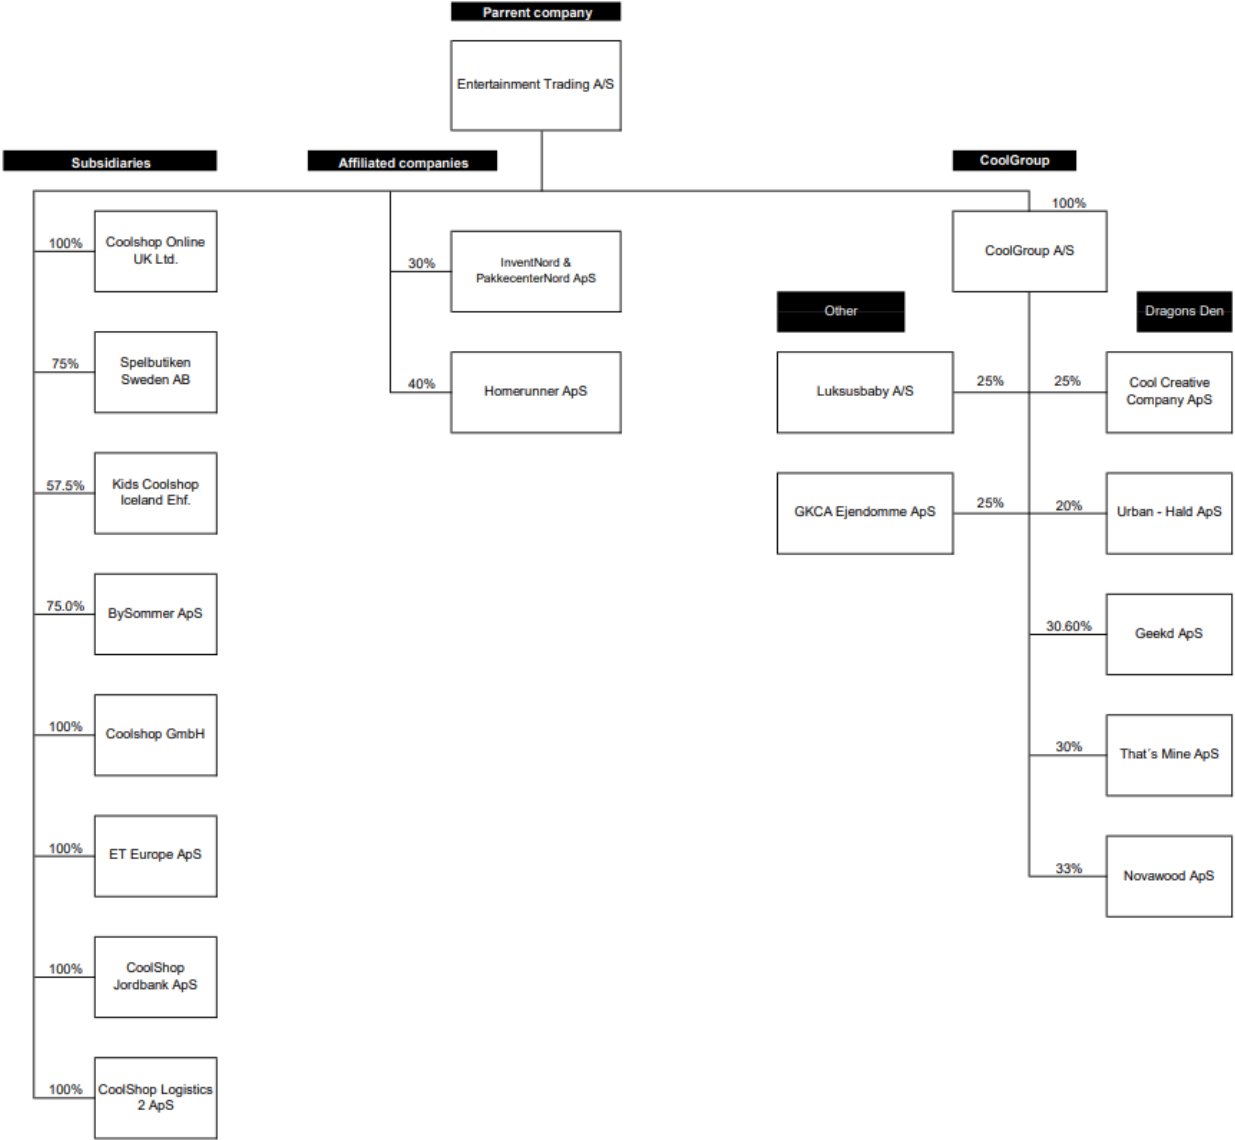 Parrent company
Entertainment Trading A/S
Subsidiaries
Affiliated companies
CoolGroup
100%
Coolshop Online
UK Ltd.
75%
Spelbutiken
Sweden AB
57.5%
Kids Coolshop
Iceland Ehf.
75.0%
BySommer ApS
100%
Coolshop GmbH
100%
ET Europe ApS
100%
CoolShop
Jordbank ApS
100%
CoolShop Logistics
2 ApS
30%
InventNord &
PakkecenterNord ApS
40%
Homerunner ApS
100%
CoolGroup A/S
Other
Luksusbaby A/S
25%
GKCA Ejendomme ApS
25%
Dragons Den
25%
Cool Creative
Company ApS
20%
Urban - Hald ApS
30.60%
Geekd ApS
30%
That´s Mine ApS
33%
Novawood ApS